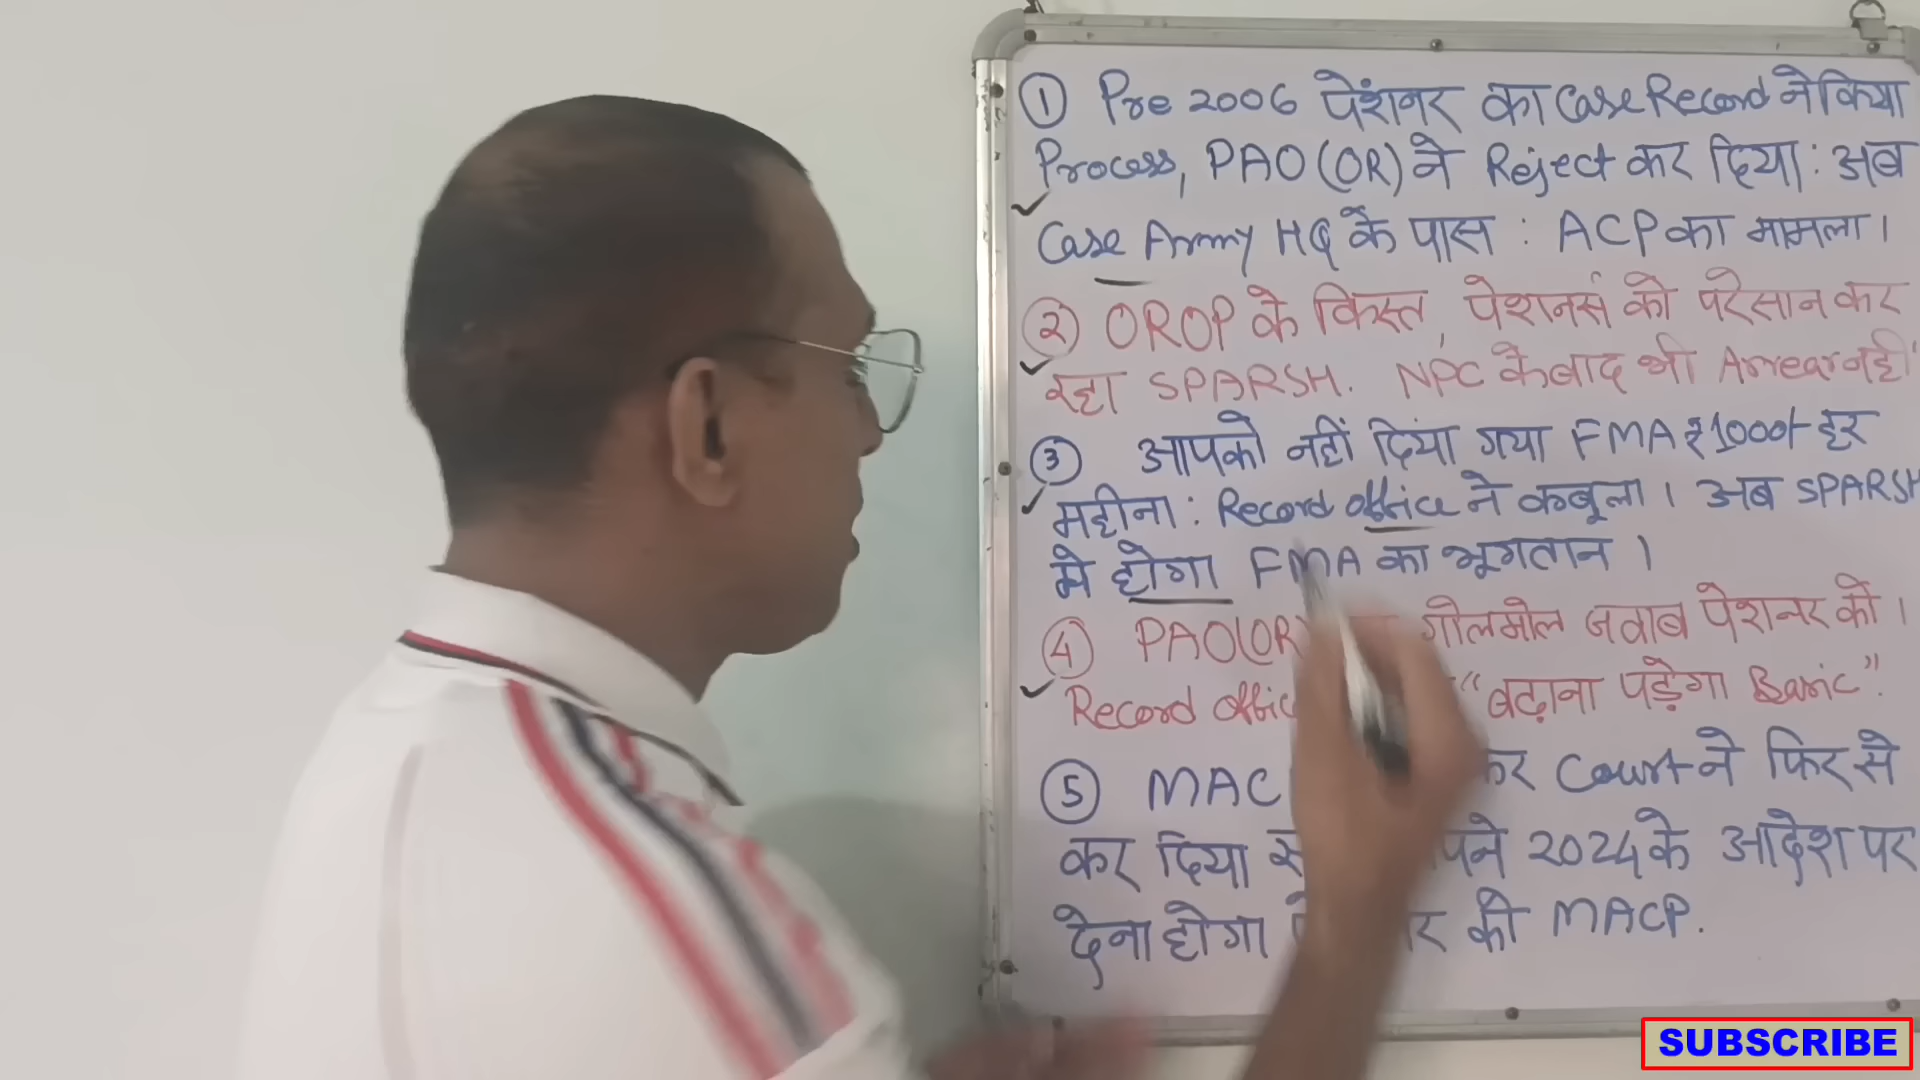 ① Pre 2006 पेंशनर का Case Record ने किया
Process, PAO (OR) ने Reject कर दिया: अब
Case Army HQ के पास : ACP का मामला।
② OROP के किस्त, पेशनर्स को परेसान कर
रहा SPARSH. NPC के बाद भी Arrear नहीं
③ आपको नहीं दिया गया FMA ₹1000/- हर
महीना: Record office ने कबूला। अब SPARSH
मे होगा FMA का भूगतान।
④ PAO(OR) गोलमोल जवाब पेशनर को।
Record "बढ़ाना पड़ेगा Basic".
⑤ Court ने फिर से
कर दिया 2024 के आदेश पर
देना होगा को MACP.
SUBSCRIBE